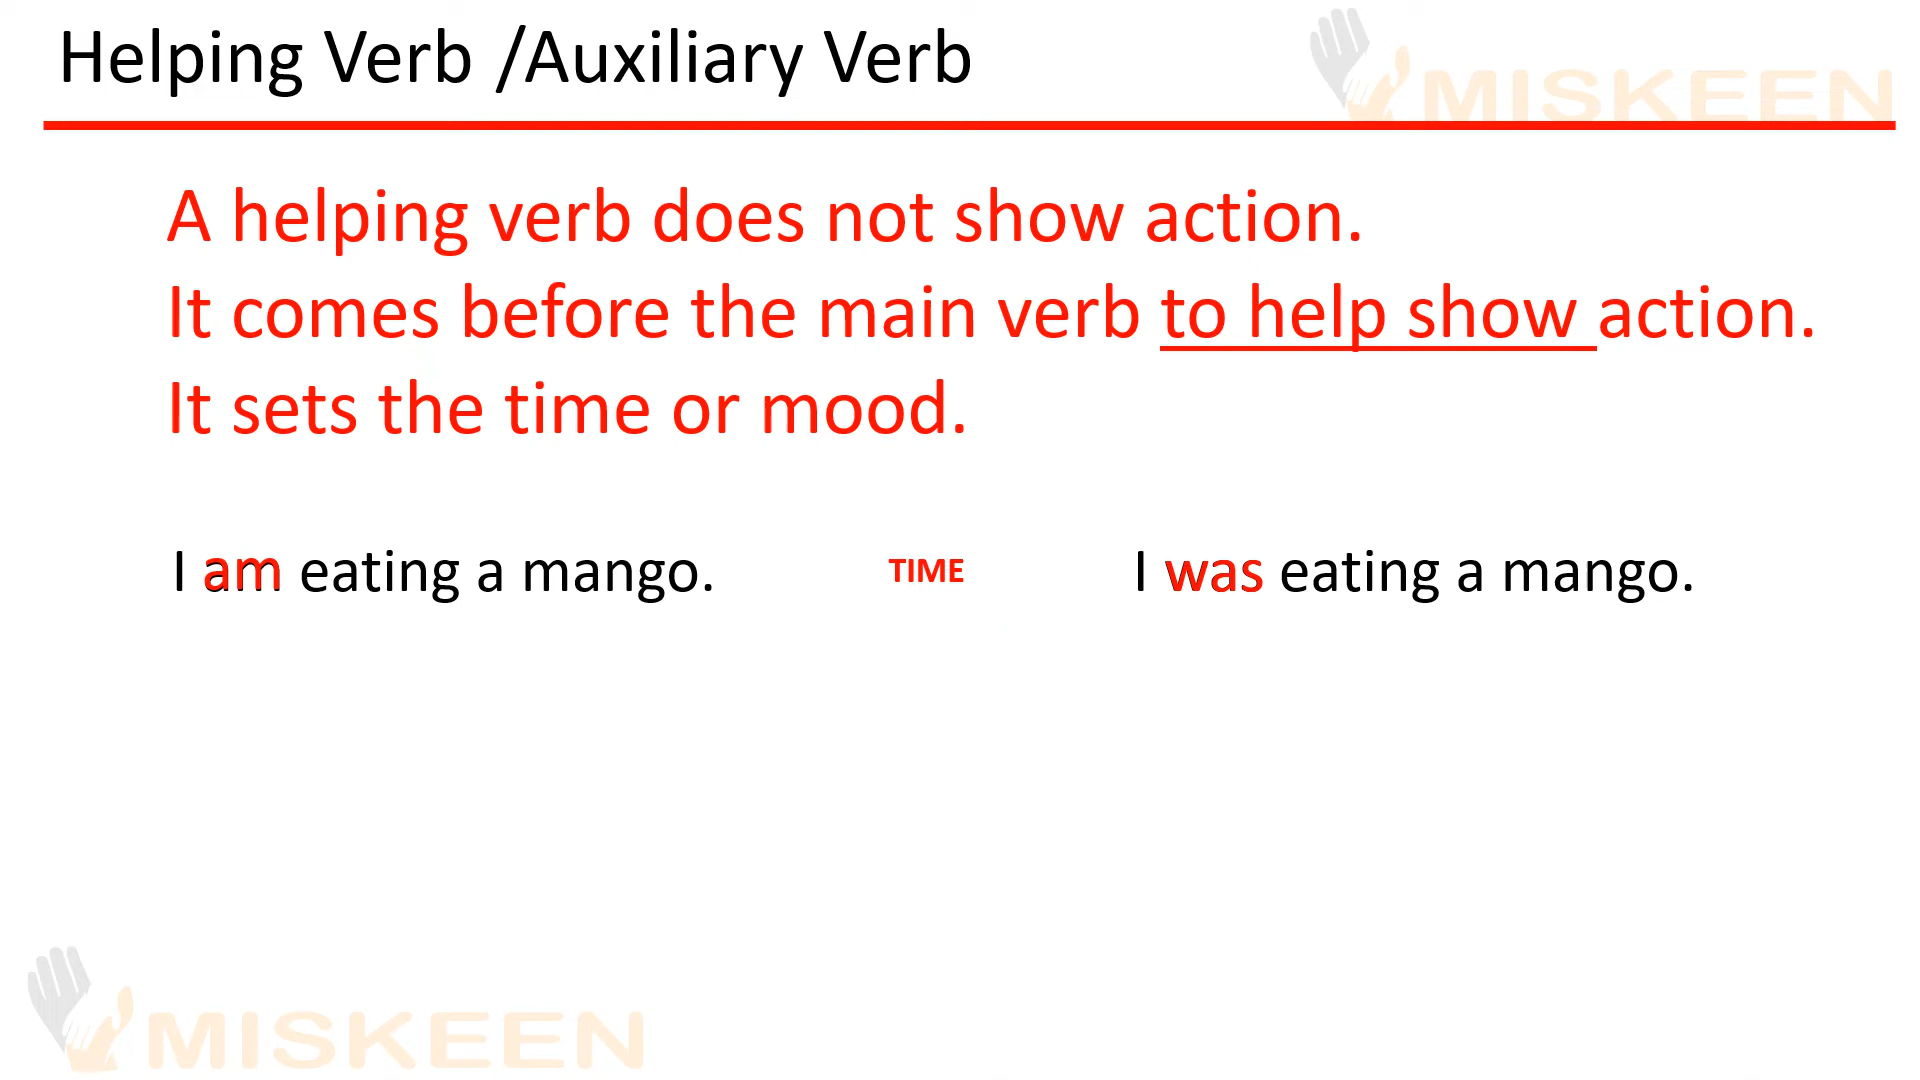 Helping Verb /Auxiliary Verb
MISKEEN
A helping verb does not show action.
It comes before the main verb to help show action.
It sets the time or mood.
I am eating a mango. TIME I was eating a mango.
MISKEEN